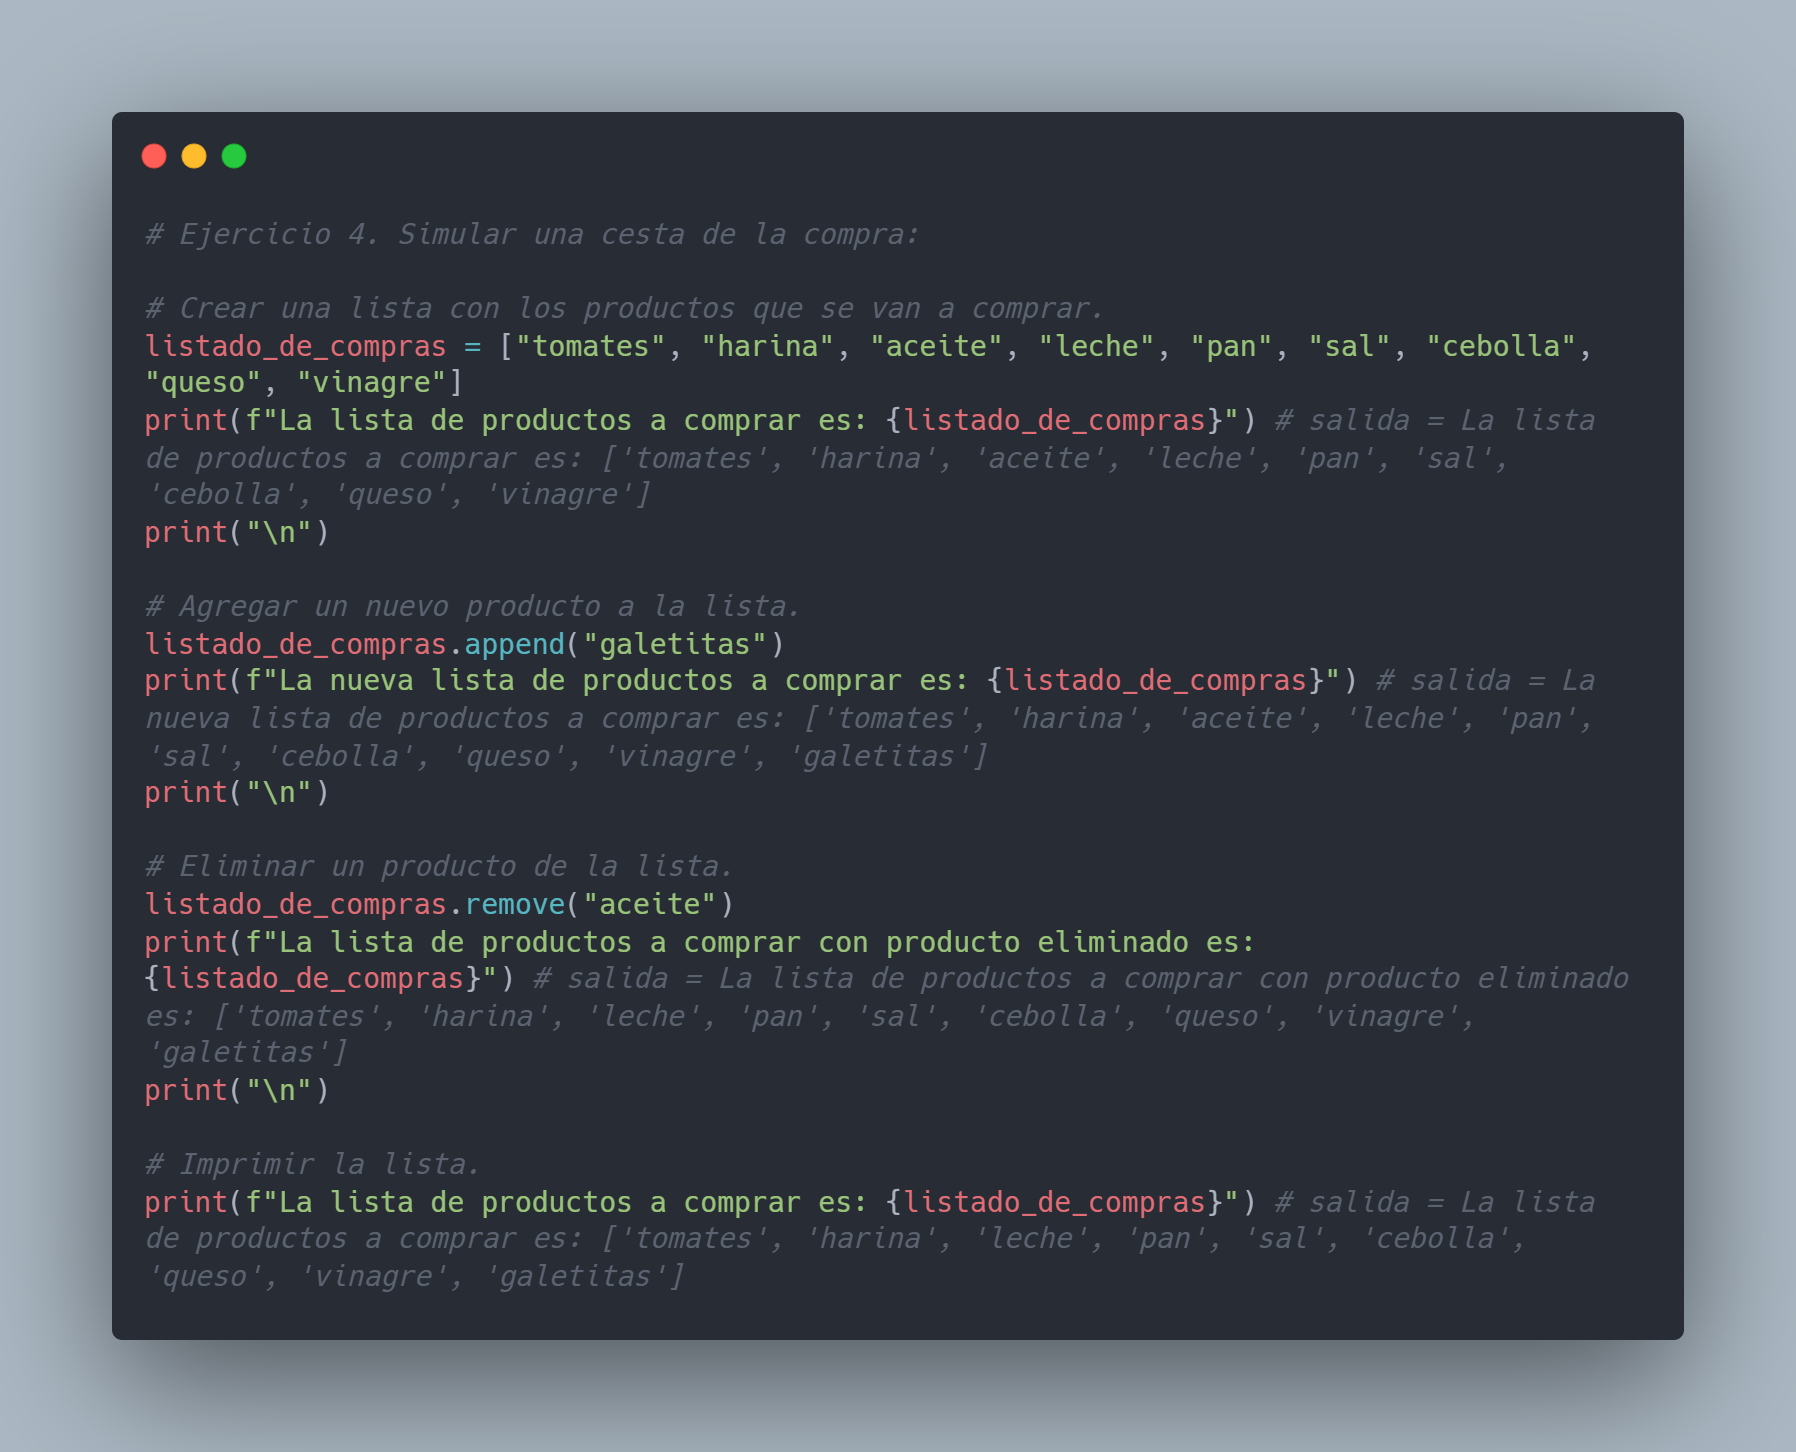 # Ejercicio 4. Simular una cesta de la compra:
# Crear una lista con los productos que se van a comprar.
listado_de_compras = ["tomates", "harina", "aceite", "leche", "pan", "sal", "cebolla",
"queso", "vinagre"]
print(f"La lista de productos a comprar es: {listado_de_compras}") # salida = La lista
de productos a comprar es: ['tomates', 'harina', 'aceite', 'leche', 'pan', 'sal',
'cebolla', 'queso', 'vinagre']
print("\n")
# Agregar un nuevo producto a la lista.
listado_de_compras.append("galetitas")
print(f"La nueva lista de productos a comprar es: {listado_de_compras}") # salida = La
nueva lista de productos a comprar es: ['tomates', 'harina', 'aceite', 'leche', 'pan',
'sal', 'cebolla', 'queso', 'vinagre', 'galetitas']
print("\n")
# Eliminar un producto de la lista.
listado_de_compras.remove("aceite")
print(f"La lista de productos a comprar con producto eliminado es:
{listado_de_compras}") # salida = La lista de productos a comprar con producto eliminado
es: ['tomates', 'harina', 'leche', 'pan', 'sal', 'cebolla', 'queso', 'vinagre',
'galetitas']
print("\n")
# Imprimir la lista.
print(f"La lista de productos a comprar es: {listado_de_compras}") # salida = La lista
de productos a comprar es: ['tomates', 'harina', 'leche', 'pan', 'sal', 'cebolla',
'queso', 'vinagre', 'galetitas']